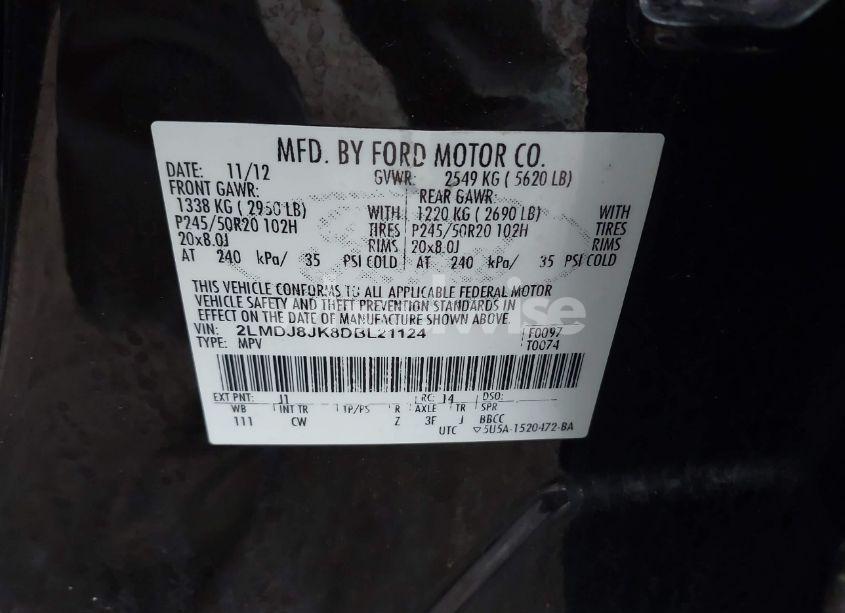 MFD. BY FORD MOTOR CO.
DATE: 11/12 GVWR: 2549 KG ( 5620 LB)
FRONT GAWR: REAR GAWR:
1338 KG ( 2950 LB) WITH 1220 KG ( 2690 LB) WITH
P245/50R20 102H TIRES P245/50R20 102H TIRES
20x8.0J RIMS 20x8.0J RIMS
AT 240 kPa/ 35 PSI COLD AT 240 kPa/ 35 PSI COLD
THIS VEHICLE CONFORMS TO ALL APPLICABLE FEDERAL MOTOR
VEHICLE SAFETY AND THEFT PREVENTION STANDARDS IN
EFFECT ON THE DATE OF MANUFACTURE SHOWN ABOVE.
VIN: 2LMDJ8JK8DBL21124 F0097
TYPE: MPV T0074
EXT PNT: J1 RC: 14 DSO:
WB INT TR TP/PS R AXLE TR SPR
111 CW Z 3F J BBCC
UTC 5U5A-1520472-BA